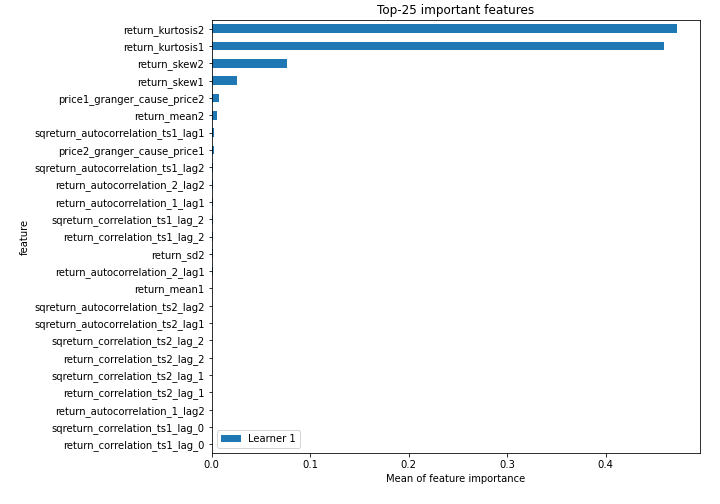 Top-25 important features
return_kurtosis2
return_kurtosis1
return_skew2
return_skew1
price1_granger_cause_price2
return_mean2
sqreturn_autocorrelation_ts1_lag1
price2_granger_cause_price1
sqreturn_autocorrelation_ts1_lag2
return_autocorrelation_2_lag2
return_autocorrelation_1_lag1
sqreturn_correlation_ts1_lag_2
return_correlation_ts1_lag_2
return_sd2
return_autocorrelation_2_lag1
return_mean1
sqreturn_autocorrelation_ts2_lag2
sqreturn_autocorrelation_ts2_lag1
sqreturn_correlation_ts2_lag_2
return_correlation_ts2_lag_2
sqreturn_correlation_ts2_lag_1
return_correlation_ts2_lag_1
return_autocorrelation_1_lag2
sqreturn_correlation_ts1_lag_0
return_correlation_ts1_lag_0
feature
Learner 1
0.0 0.1 0.2 0.3 0.4
Mean of feature importance